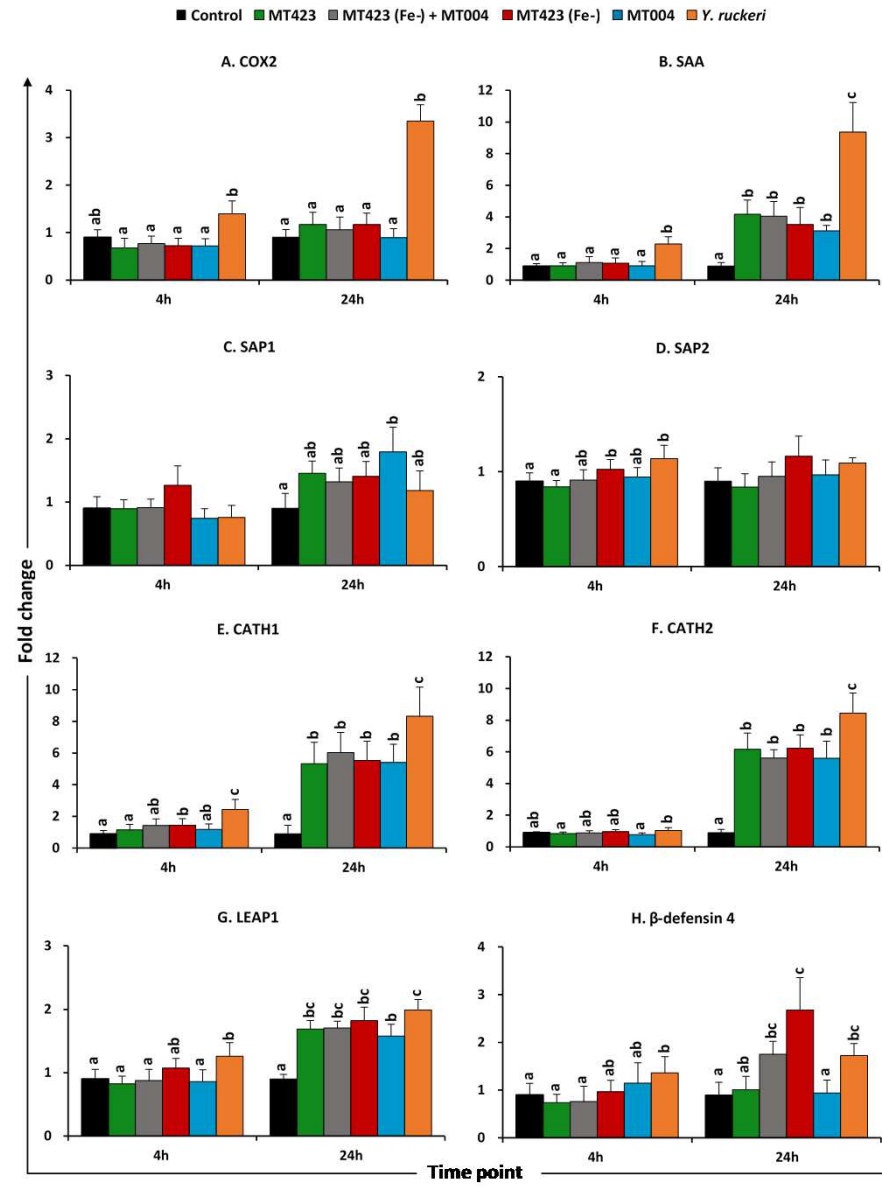 Control MT423 MT423 (Fe-) + MT004 MT423 (Fe-) MT004 Y. ruckeri
A. COX2
4
3
2
1
0
ab a a a a b
a a a a a b
4h 24h
B. SAA
12
10
8
6
4
2
0
a a a a a b
a b b b b c
4h 24h
C. SAP1
3
2
1
0
a ab ab ab b ab
4h 24h
D. SAP2
2
1
0
a a ab b ab b
4h 24h
Fold change
E. CATH1
12
10
8
6
4
2
0
a a ab b ab c
a b b b b c
4h 24h
F. CATH2
12
10
8
6
4
2
0
ab a ab ab a b
a b b b b c
4h 24h
G. LEAP1
3
2
1
0
a a a ab a b
a bc bc bc b c
4h 24h
H. β-defensin 4
4
3
2
1
0
a a a ab ab b
a ab bc c a bc
4h 24h
Time point